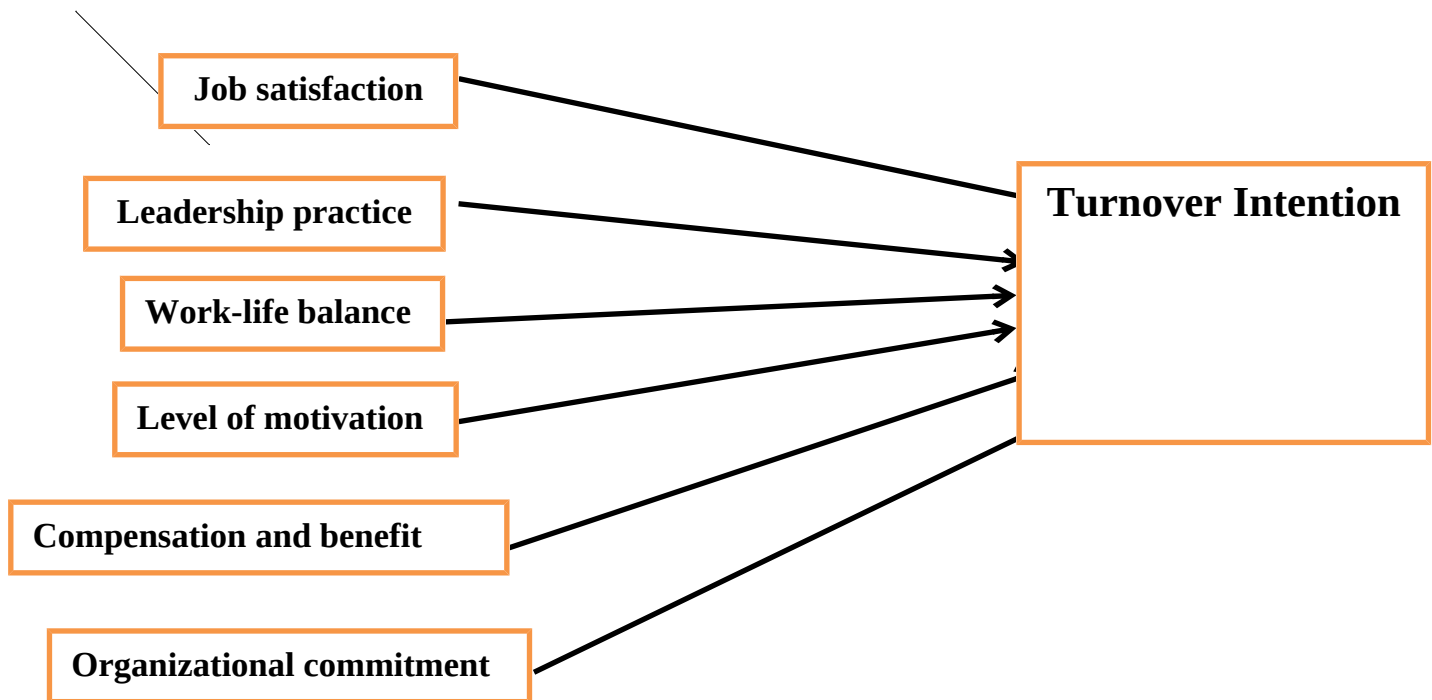 Job satisfaction
Turnover Intention
Leadership practice
Work-life balance
Level of motivation
Compensation and benefit
Organizational commitment